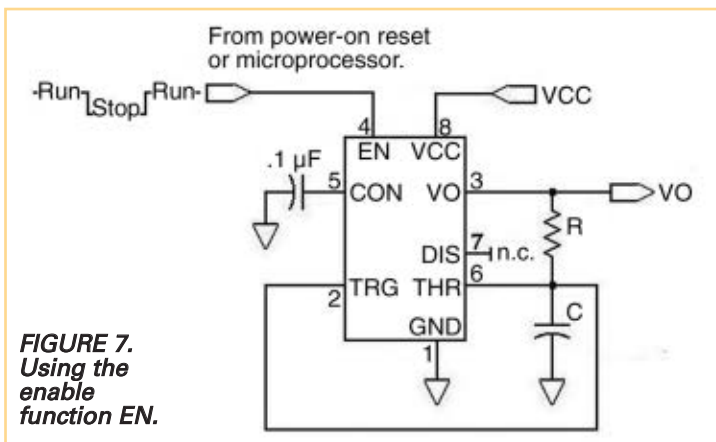 From power-on reset
or microprocessor.
-Run Stop Run-
VCC
4 8
EN VCC
.1 µF
5 CON VO 3 VO
R
DIS 7 n.c.
6
2 TRG THR
C
GND
1
FIGURE 7.
Using the
enable
function EN.